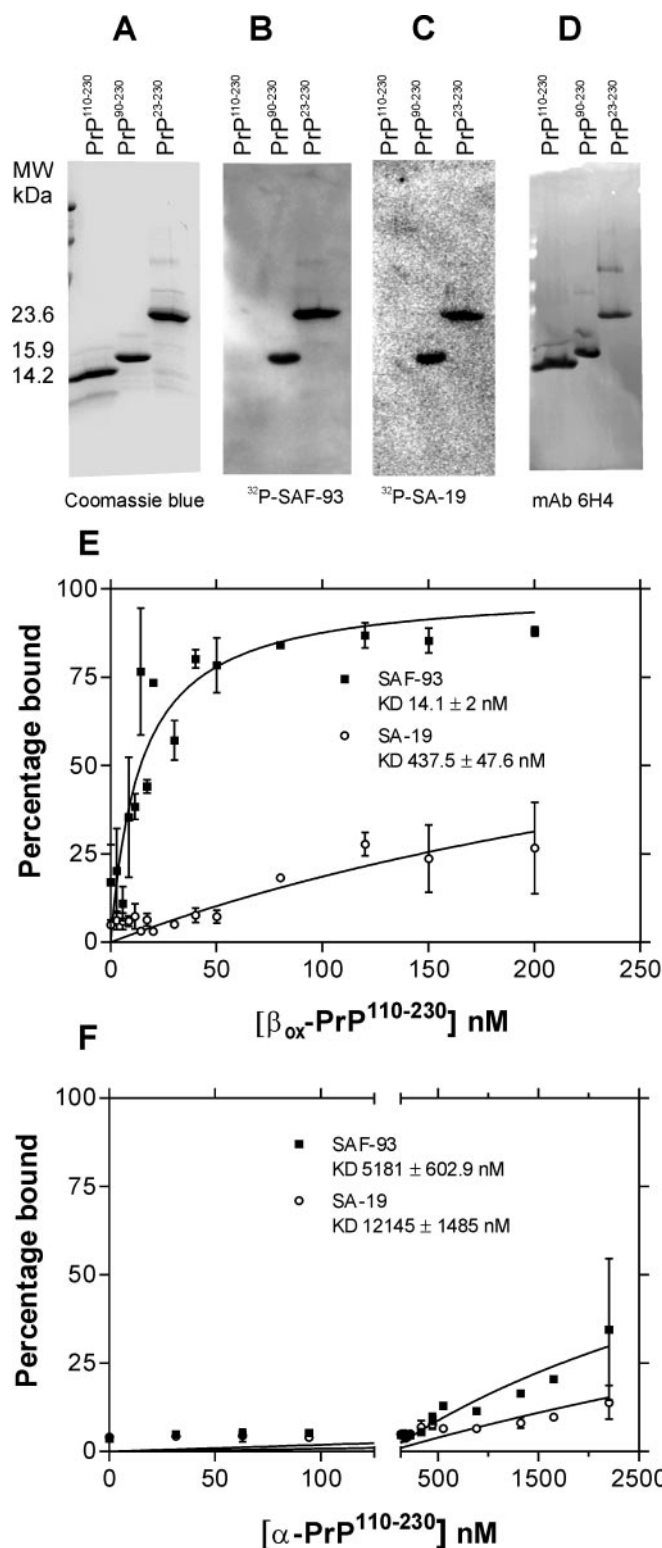 A B C D
PrP¹¹⁰⁻²³⁰ PrP⁹⁰⁻²³⁰ PrP²³⁻²³⁰ PrP¹¹⁰⁻²³⁰ PrP⁹⁰⁻²³⁰ PrP²³⁻²³⁰ PrP¹¹⁰⁻²³⁰ PrP⁹⁰⁻²³⁰ PrP²³⁻²³⁰ PrP¹¹⁰⁻²³⁰ PrP⁹⁰⁻²³⁰ PrP²³⁻²³⁰
MW
kDa
23.6
15.9
14.2
Coomassie blue ³²P-SAF-93 ³²P-SA-19 mAb 6H4
E
Percentage bound
100
75
50
25
0
SAF-93
KD 14.1 ± 2 nM
SA-19
KD 437.5 ± 47.6 nM
0 50 100 150 200 250
[βox-PrP¹¹⁰⁻²³⁰] nM
F
Percentage bound
100
75
50
25
0
SAF-93
KD 5181 ± 602.9 nM
SA-19
KD 12145 ± 1485 nM
0 50 100 500 1500 2500
[α-PrP¹¹⁰⁻²³⁰] nM